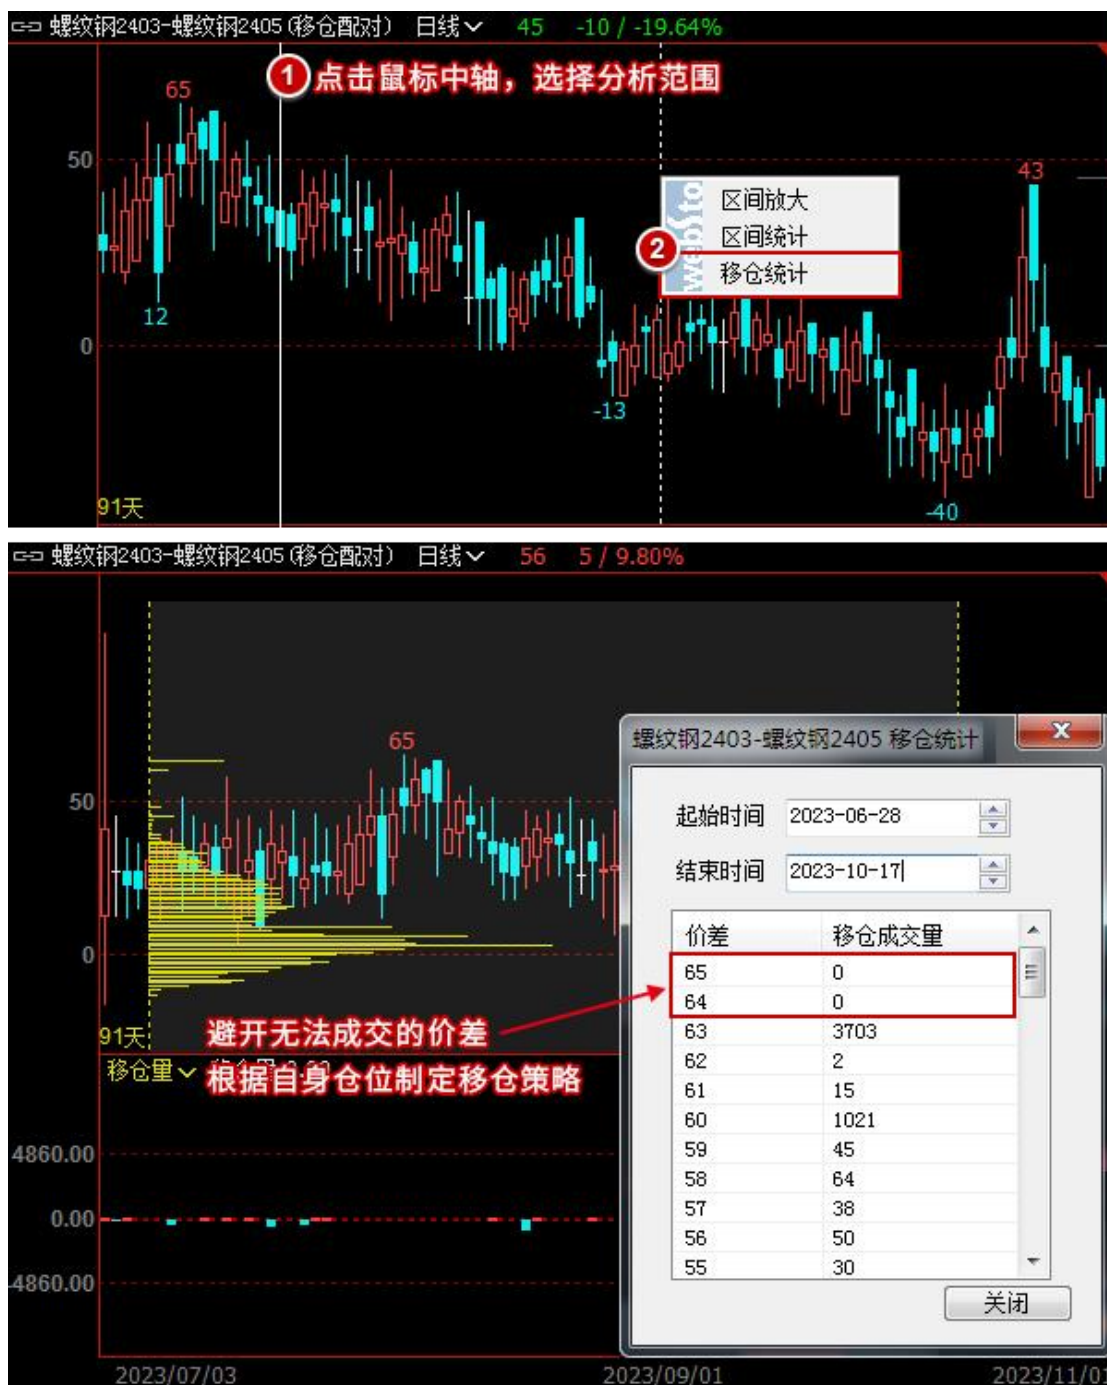 螺纹钢2403-螺纹钢2405(移仓配对) 日线 45 -10 / -19.64%
1 点击鼠标中轴，选择分析范围
65
50
43
区间放大
区间统计
2
移仓统计
12
0
-13
91天
-40
螺纹钢2403-螺纹钢2405(移仓配对) 日线 56 5 / 9.80%
65
螺纹钢2403-螺纹钢2405 移仓统计
起始时间 2023-06-28
50
结束时间 2023-10-17
价差 移仓成交量
0
65 0
64 0
63 3703
62 2
61 15
60 1021
59 45
58 64
57 38
56 50
55 30
关闭
避开无法成交的价差
91天
移仓量
根据自身仓位制定移仓策略
4860.00
0.00
4860.00
2023/07/03 2023/09/01 2023/11/01